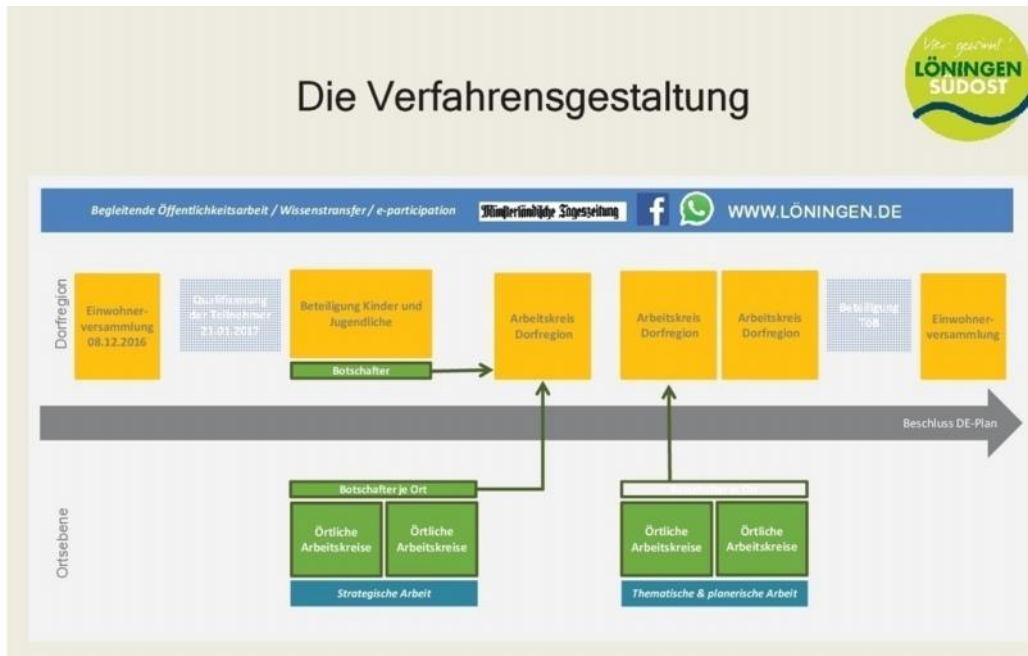 Die Verfahrensgestaltung
Vier gewinnt!
LÖNINGEN
SÜDOST
Begleitende Öffentlichkeitsarbeit / Wissenstransfer / e-participation
Münsterländische Tageszeitung
WWW.LÖNINGEN.DE
Dorfregion
Einwohner-
versammlung
08.12.2016
Qualifizierung
der Teilnehmer
21.01.2017
Beteiligung Kinder und
Jugendliche
Botschafter
Arbeitskreis
Dorfregion
Arbeitskreis
Dorfregion
Arbeitskreis
Dorfregion
Beteiligung
TöB
Einwohner-
versammlung
Beschluss DE-Plan
Ortsebene
Botschafter je Ort
Örtliche
Arbeitskreise
Örtliche
Arbeitskreise
Strategische Arbeit
Örtliche
Arbeitskreise
Örtliche
Arbeitskreise
Thematische & planerische Arbeit